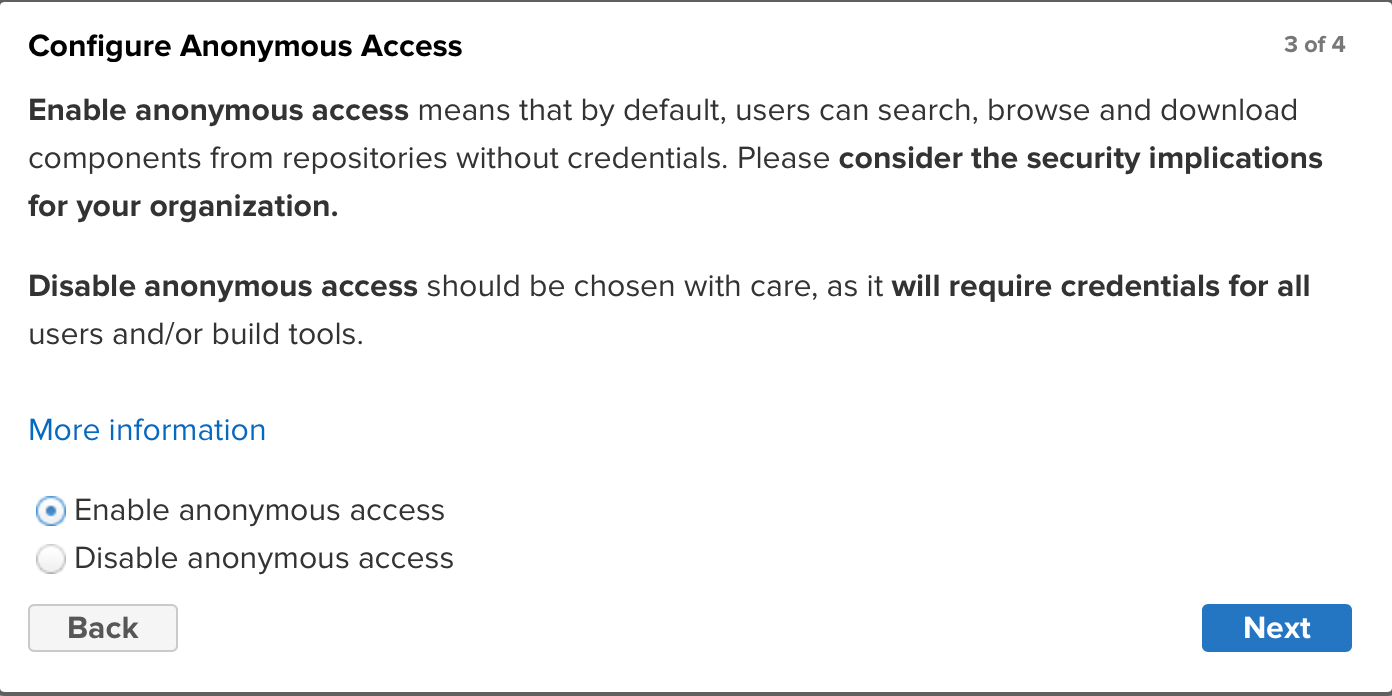 Configure Anonymous Access
3 of 4
Enable anonymous access means that by default, users can search, browse and download
components from repositories without credentials. Please consider the security implications
for your organization.
Disable anonymous access should be chosen with care, as it will require credentials for all
users and/or build tools.
More information
Enable anonymous access
Disable anonymous access
Back
Next